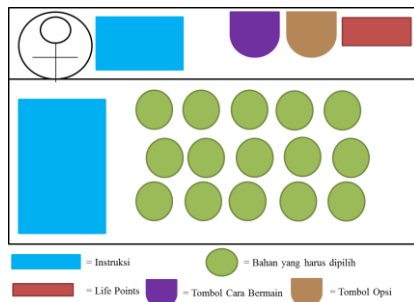 = Instruksi
= Bahan yang harus dipilih
= Life Points
= Tombol Cara Bermain
= Tombol Opsi